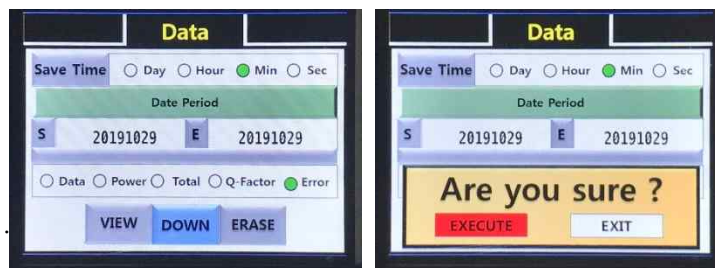 Data
Save Time Day Hour Min Sec
Date Period
S 20191029 E 20191029
Data Power Total Q-Factor Error
VIEW DOWN ERASE
Data
Save Time Day Hour Min Sec
Date Period
S 20191029 E 20191029
Are you sure ?
EXECUTE EXIT